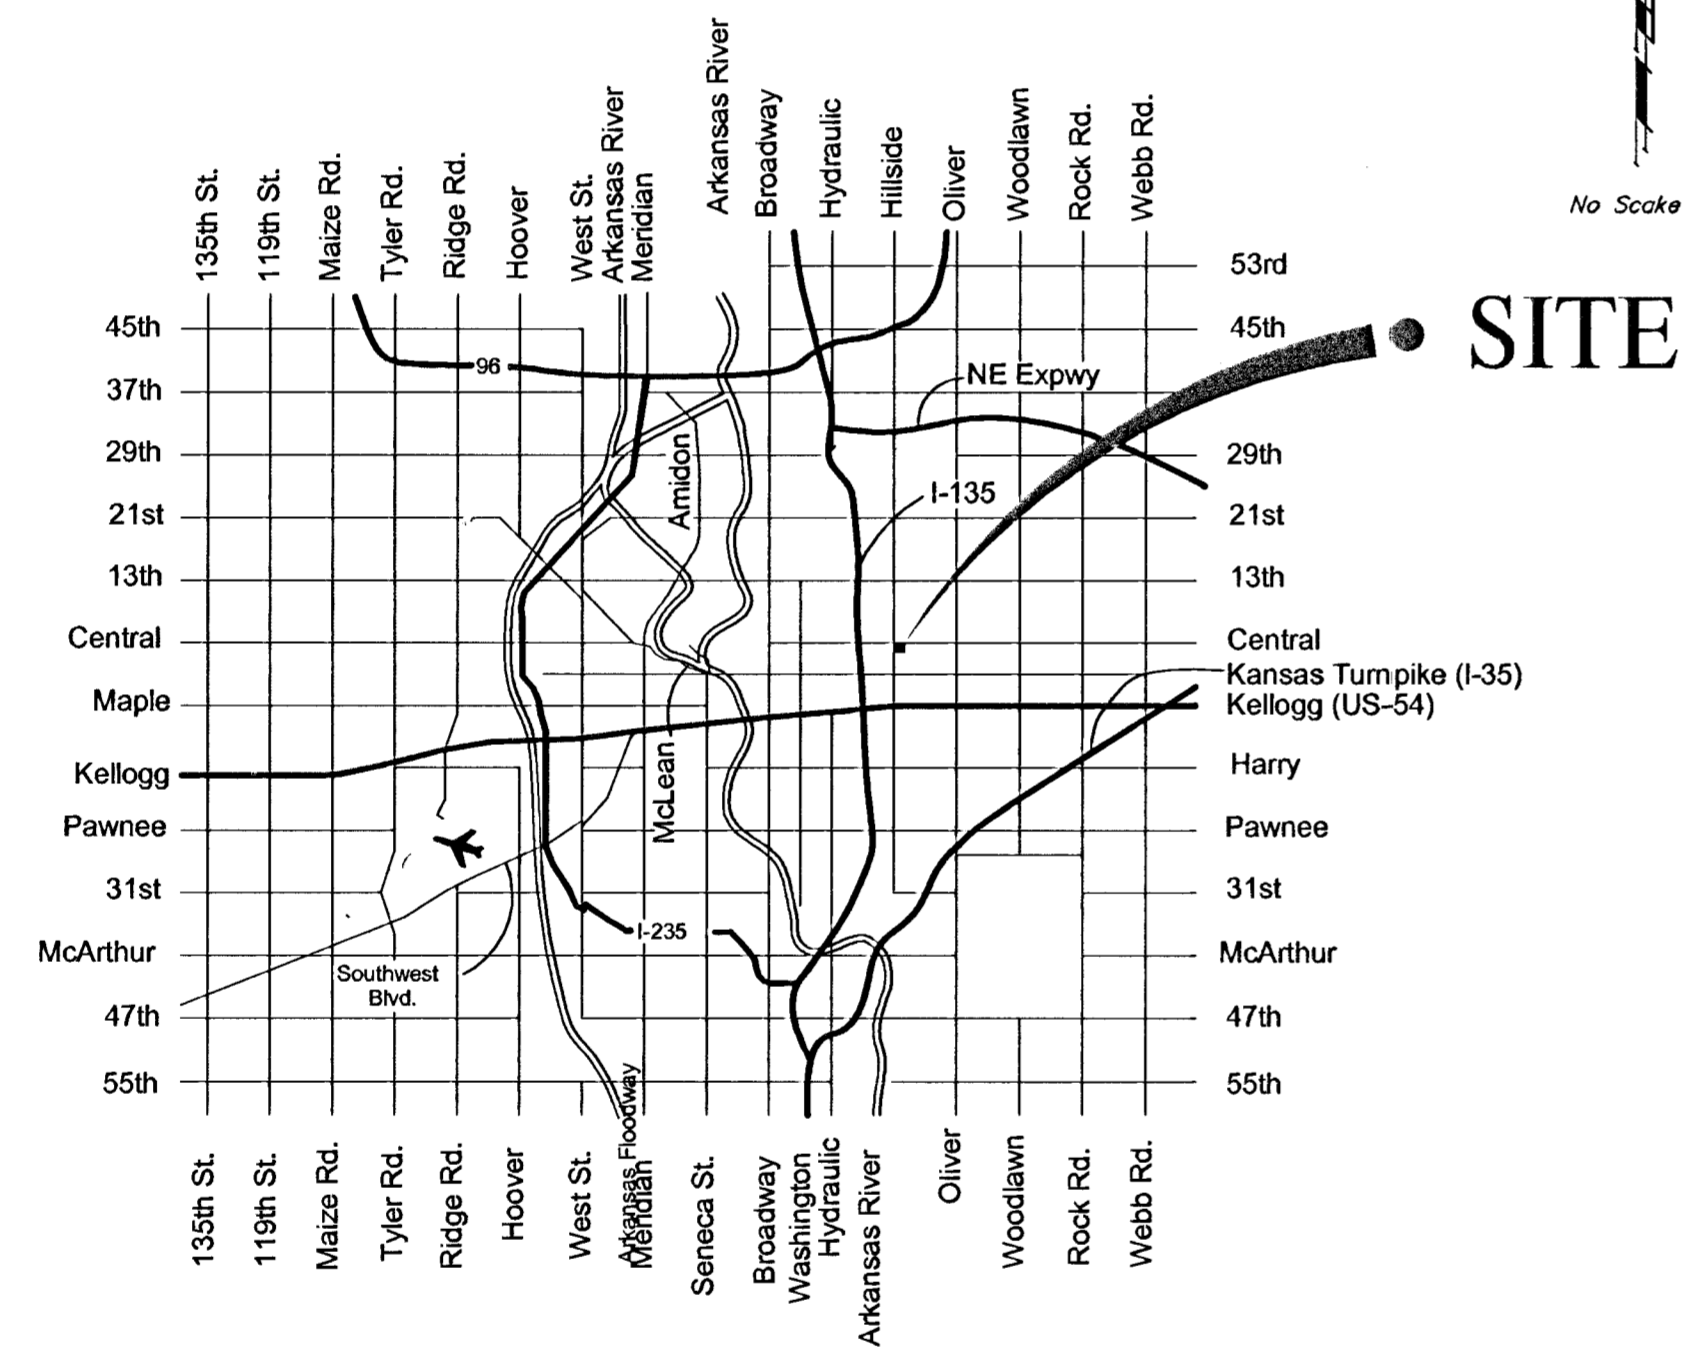 Arkansas River
Broadway
Hydraulic
Hillside
Oliver
Woodlawn
Rock Rd.
Webb Rd.
135th St.
119th St.
Maize Rd.
Tyler Rd.
Ridge Rd.
Hoover
West St.
Arkansas River
Meridian
No Scake
53rd
45th
45th
SITE
96
37th
NE Expwy
29th
Amidon
29th
I-135
21st
21st
13th
13th
Central
Central
Kansas Turnpike (I-35)
Maple
Kellogg (US-54)
Kellogg
McLean
Harry
Pawnee
Pawnee
31st
31st
I-235
McArthur
McArthur
Southwest
Blvd.
47th
47th
55th
55th
135th St.
119th St.
Maize Rd.
Tyler Rd.
Ridge Rd.
Hoover
West St.
Arkansas Floodway
Meridian
Seneca St.
Broadway
Washington
Hydraulic
Arkansas River
Oliver
Woodlawn
Rock Rd.
Webb Rd.